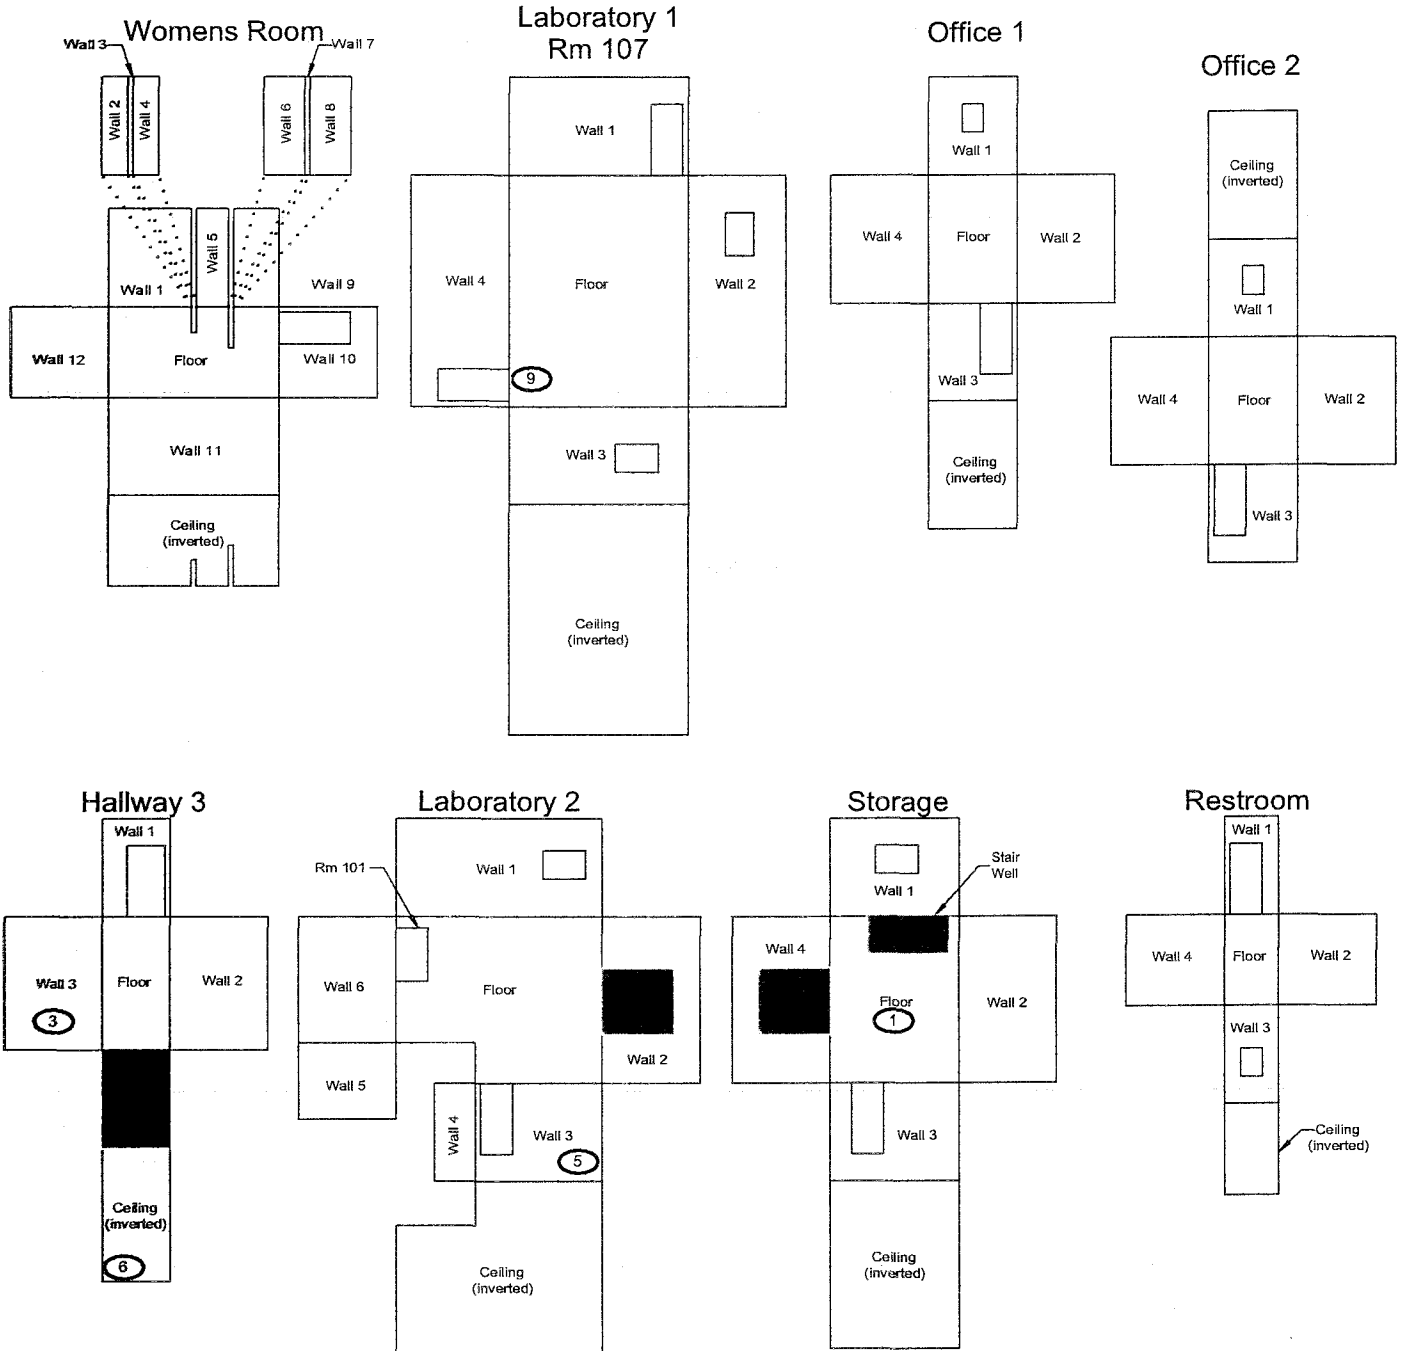 Womens Room
Wall 3
Wall 7
Wall 2
Wall 4
Wall 6
Wall 8
Wall 5
Wall 1
Wall 9
Wall 12
Floor
Wall 10
Wall 11
Ceiling
(inverted)
Laboratory 1
Rm 107
Wall 1
Wall 4
Floor
Wall 2
9
Wall 3
Ceiling
(inverted)
Office 1
Wall 1
Wall 4
Floor
Wall 2
Wall 3
Ceiling
(inverted)
Office 2
Ceiling
(inverted)
Wall 1
Wall 4
Floor
Wall 2
Wall 3
Hallway 3
Wall 1
Wall 3
Floor
Wall 2
3
Ceiling
(inverted)
6
Laboratory 2
Rm 101
Wall 1
Wall 6
Floor
Wall 2
Wall 5
Wall 4
Wall 3
5
Ceiling
(inverted)
Storage
Stair
Well
Wall 1
Wall 4
Floor
1
Wall 2
Wall 3
Ceiling
(inverted)
Restroom
Wall 1
Wall 4
Floor
Wall 2
Wall 3
Ceiling
(inverted)